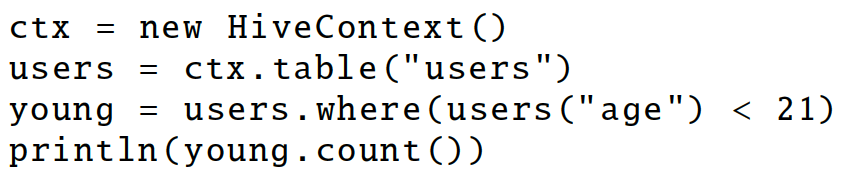 ctx = new HiveContext()
users = ctx.table("users")
young = users.where(users("age") < 21)
println(young.count())